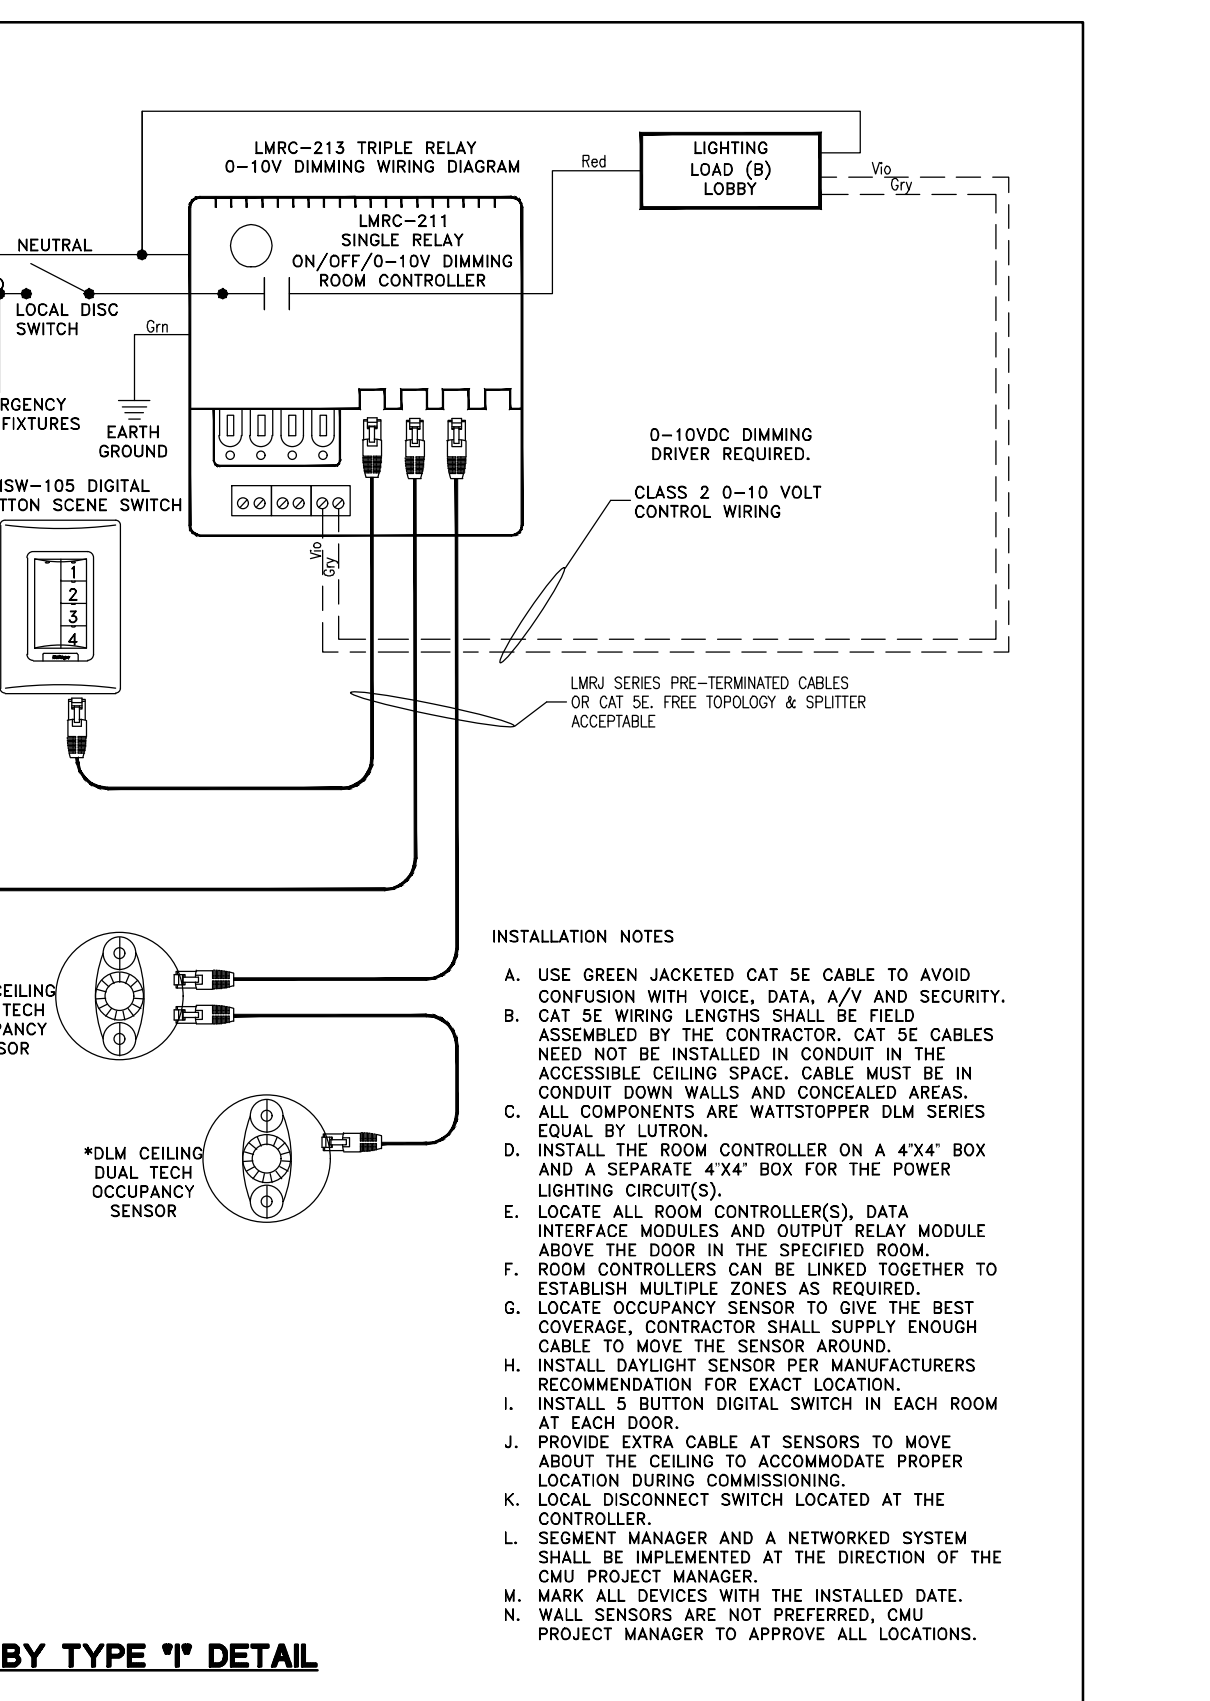 LMRC-213 TRIPLE RELAY
0-10V DIMMING WIRING DIAGRAM
Red
LIGHTING
LOAD (B)
LOBBY
Vio
Gry
LMRC-211
SINGLE RELAY
ON/OFF/0-10V DIMMING
ROOM CONTROLLER
NEUTRAL
LOCAL DISC
SWITCH
Grn
EARTH
GROUND
RGENCY
FIXTURES
SW-105 DIGITAL
TTON SCENE SWITCH
1
2
3
4
Vio
Gry
0-10VDC DIMMING
DRIVER REQUIRED.
CLASS 2 0-10 VOLT
CONTROL WIRING
LMRJ SERIES PRE-TERMINATED CABLES
OR CAT 5E. FREE TOPOLOGY & SPLITTER
ACCEPTABLE
CEILING
TECH
PANCY
SOR
*DLM CEILING
DUAL TECH
OCCUPANCY
SENSOR
INSTALLATION NOTES
A. USE GREEN JACKETED CAT 5E CABLE TO AVOID
CONFUSION WITH VOICE, DATA, A/V AND SECURITY.
B. CAT 5E WIRING LENGTHS SHALL BE FIELD
ASSEMBLED BY THE CONTRACTOR. CAT 5E CABLES
NEED NOT BE INSTALLED IN CONDUIT IN THE
ACCESSIBLE CEILING SPACE. CABLE MUST BE IN
CONDUIT DOWN WALLS AND CONCEALED AREAS.
C. ALL COMPONENTS ARE WATTSTOPPER DLM SERIES
EQUAL BY LUTRON.
D. INSTALL THE ROOM CONTROLLER ON A 4"X4" BOX
AND A SEPARATE 4"X4" BOX FOR THE POWER
LIGHTING CIRCUIT(S).
E. LOCATE ALL ROOM CONTROLLER(S), DATA
INTERFACE MODULES AND OUTPUT RELAY MODULE
ABOVE THE DOOR IN THE SPECIFIED ROOM.
F. ROOM CONTROLLERS CAN BE LINKED TOGETHER TO
ESTABLISH MULTIPLE ZONES AS REQUIRED.
G. LOCATE OCCUPANCY SENSOR TO GIVE THE BEST
COVERAGE, CONTRACTOR SHALL SUPPLY ENOUGH
CABLE TO MOVE THE SENSOR AROUND.
H. INSTALL DAYLIGHT SENSOR PER MANUFACTURERS
RECOMMENDATION FOR EXACT LOCATION.
I. INSTALL 5 BUTTON DIGITAL SWITCH IN EACH ROOM
AT EACH DOOR.
J. PROVIDE EXTRA CABLE AT SENSORS TO MOVE
ABOUT THE CEILING TO ACCOMMODATE PROPER
LOCATION DURING COMMISSIONING.
K. LOCAL DISCONNECT SWITCH LOCATED AT THE
CONTROLLER.
L. SEGMENT MANAGER AND A NETWORKED SYSTEM
SHALL BE IMPLEMENTED AT THE DIRECTION OF THE
CMU PROJECT MANAGER.
M. MARK ALL DEVICES WITH THE INSTALLED DATE.
N. WALL SENSORS ARE NOT PREFERRED, CMU
PROJECT MANAGER TO APPROVE ALL LOCATIONS.
BY TYPE "I" DETAIL